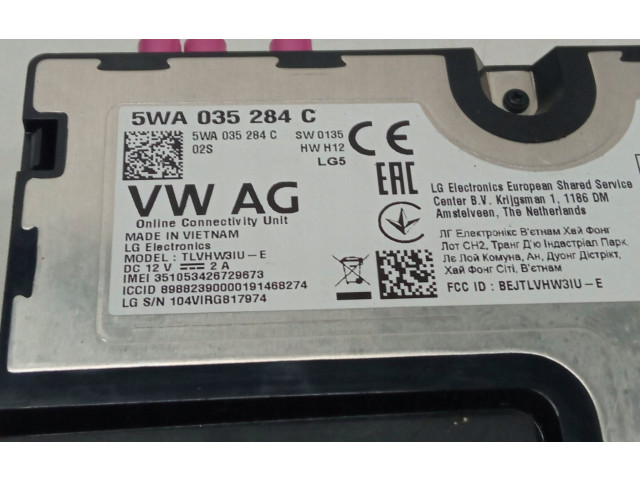 5WA 035 284 C
5WA 035 284 C SW 0135
02S HW H12
LG5
CE
EAC
VW AG
Online Connectivity Unit
MADE IN VIETNAM
LG Electronics
MODEL : TLVHW3IU-E
DC 12 V 2 A
IMEI 351053426729673
ICCID 89882390000191468274
LG S/N 104VIRG817974
LG Electronics European Shared Service
Center B.V. Krijgsman 1, 1186 DM
Amstelveen, The Netherlands
ЛГ Електронікс В'єтнам Хай Фонг
Лот CH2, Транг Д'ю Індастріал Парк,
Лє Лой Комуна, Ан, Дуонг Дістрікт,
Хай Фонг Сіті, В'єтнам
FCC ID : BEJTLVHW3IU-E